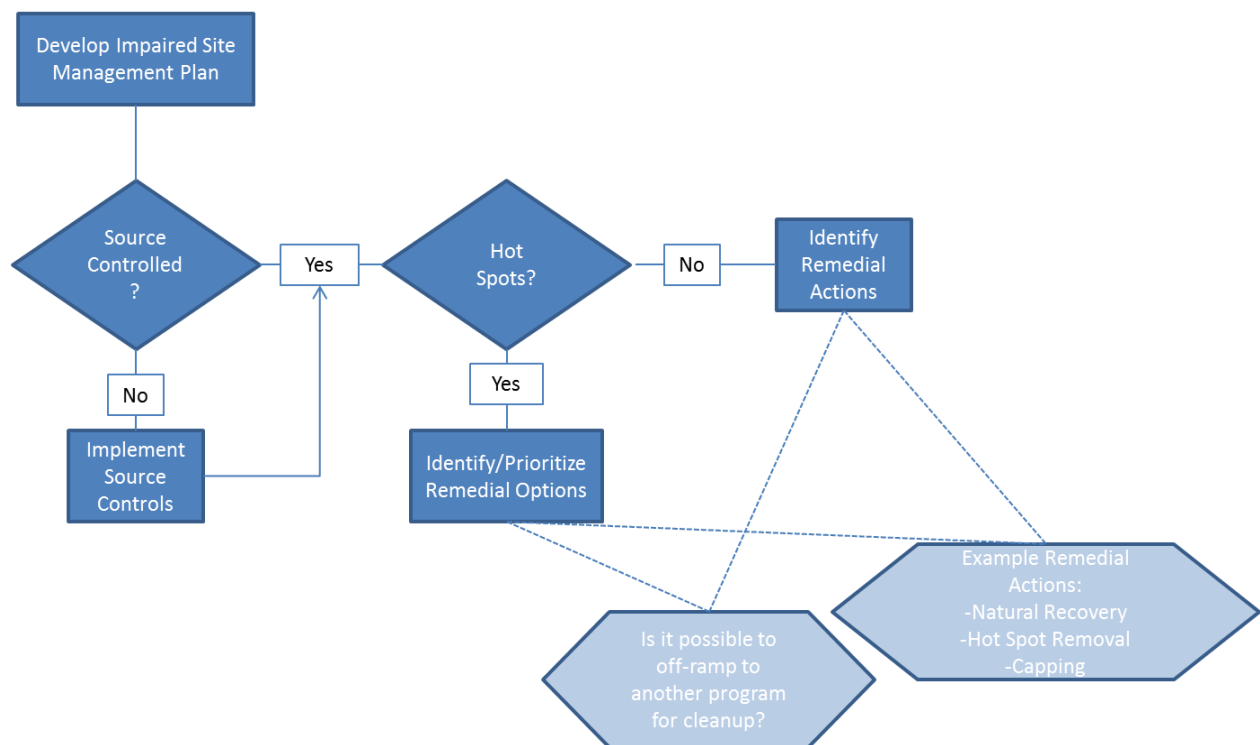 Develop Impaired Site
Management Plan
Source
Controlled
?
Yes
Hot
Spots?
No
Identify
Remedial
Actions
No
Yes
Implement
Source
Controls
Identify/Prioritize
Remedial Options
Example Remedial
Actions:
-Natural Recovery
-Hot Spot Removal
-Capping
Is it possible to
off-ramp to
another program
for cleanup?